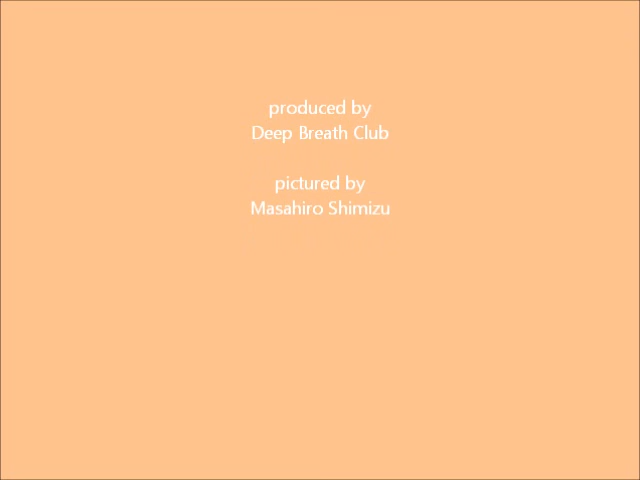 produced by
Deep Breath Club
pictured by
Masahiro Shimizu